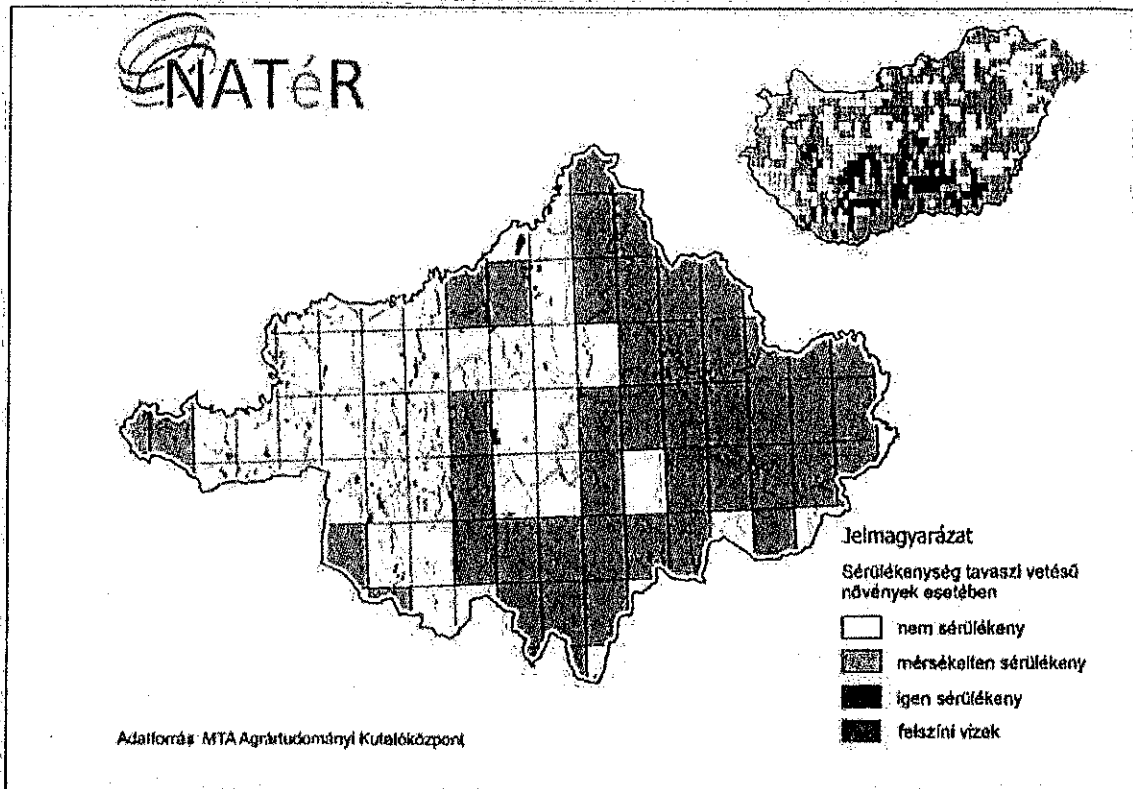 NATéR
Jelmagyarázat
Sérülékenység tavaszi vetésű
növények esetében
nem sérülékeny
mérsékelten sérülékeny
igen sérülékeny
felszíni vizek
Adatforrás: MTA Agrártudományi Kutatóközpont